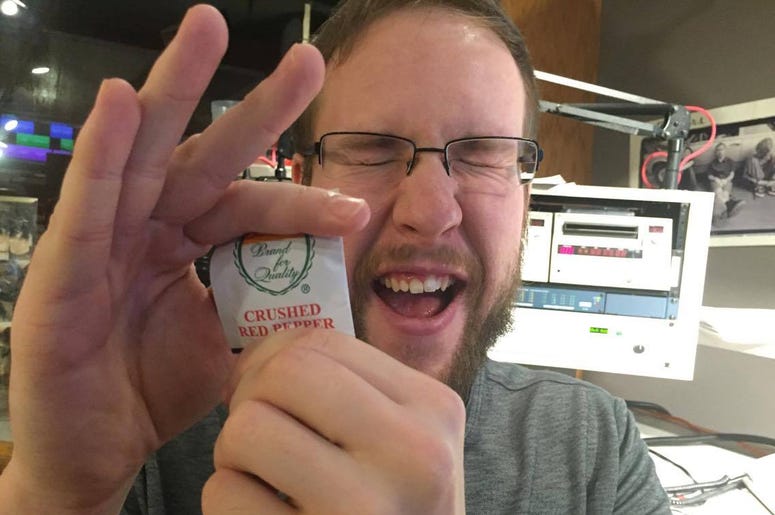 Brand
for
Quality
®
CRUSHED
RED PEPPER